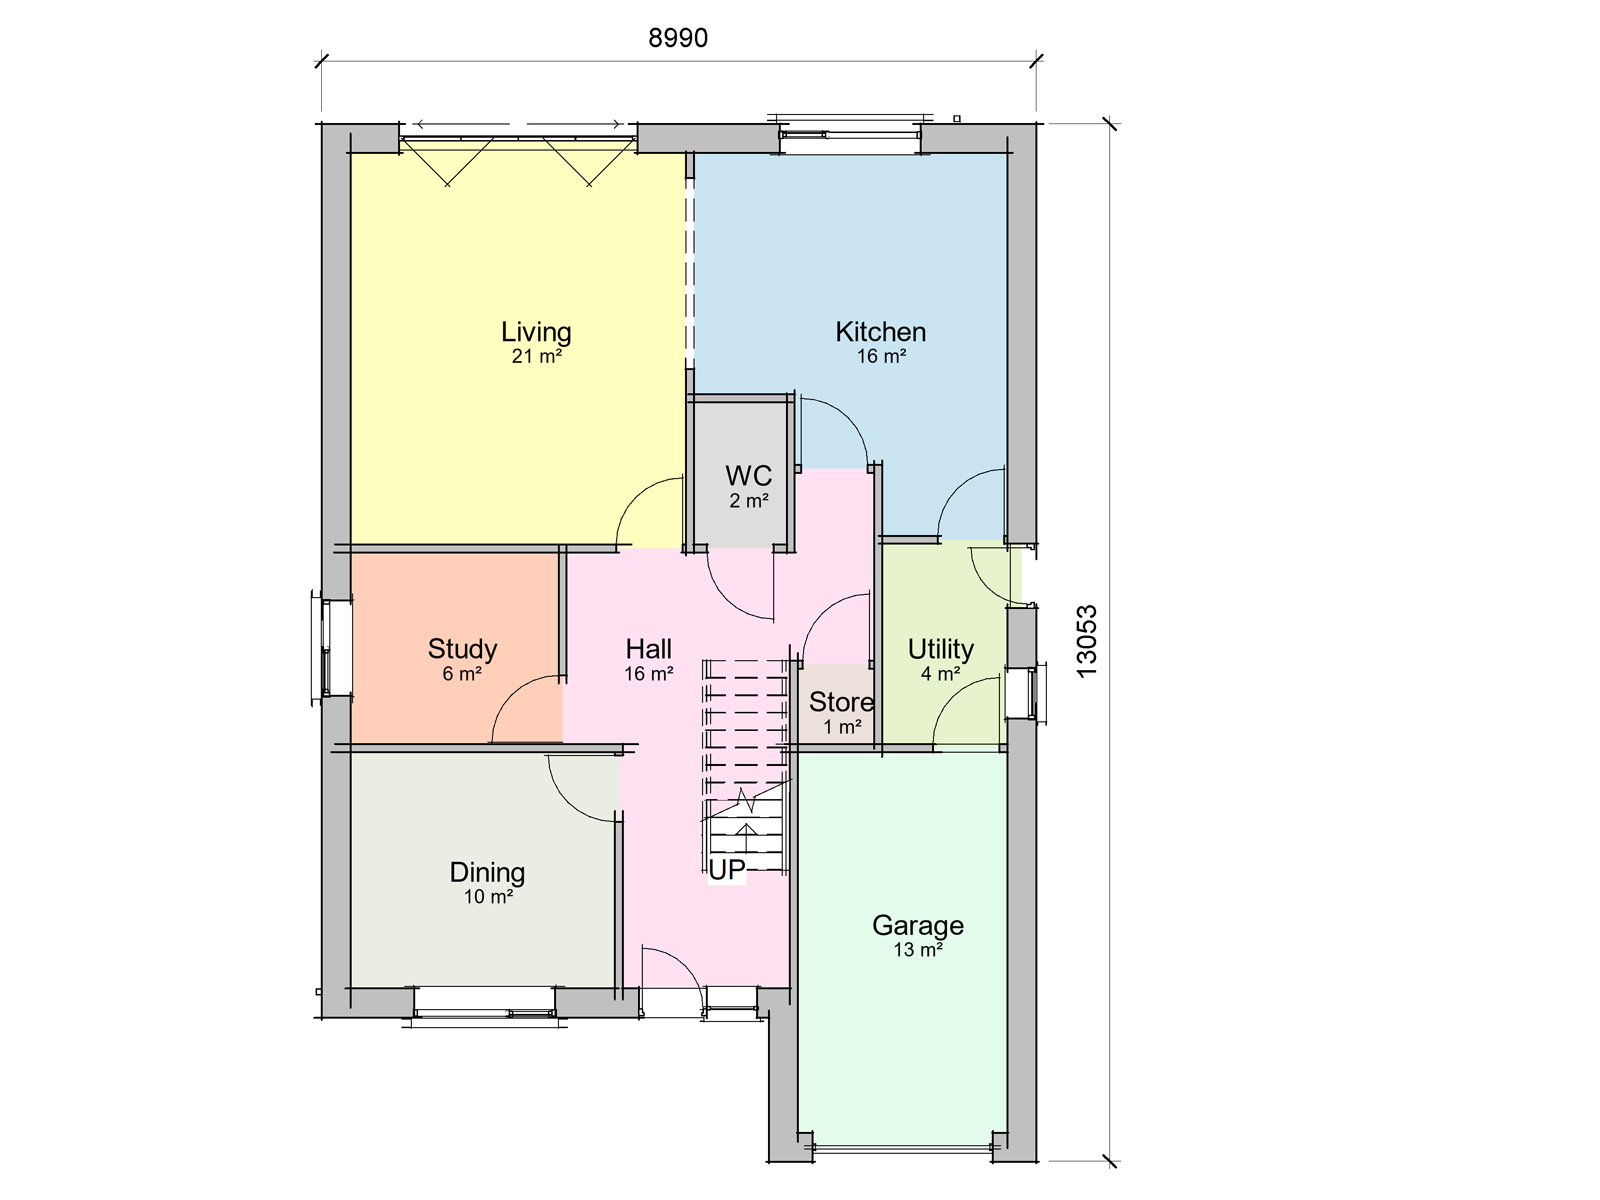 8990
Living
21 m²
Kitchen
16 m²
WC
2 m²
13053
Study
6 m²
Hall
16 m²
Utility
4 m²
Store
1 m²
UP
Dining
10 m²
Garage
13 m²